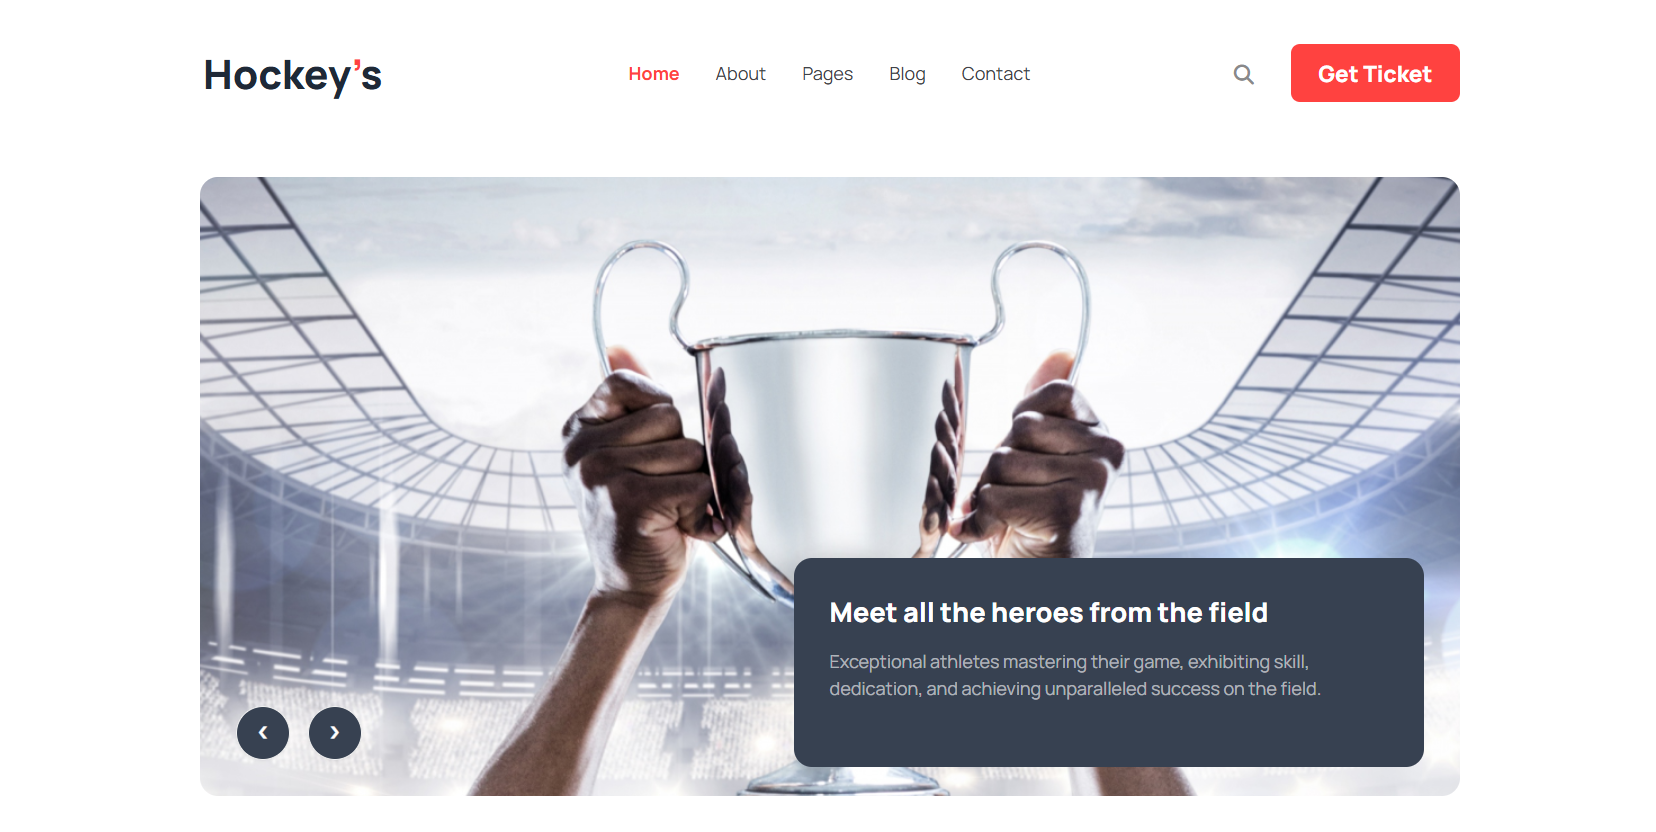 Hockey’s
Home About Pages Blog Contact
Get Ticket
Meet all the heroes from the field
Exceptional athletes mastering their game, exhibiting skill,
dedication, and achieving unparalleled success on the field.